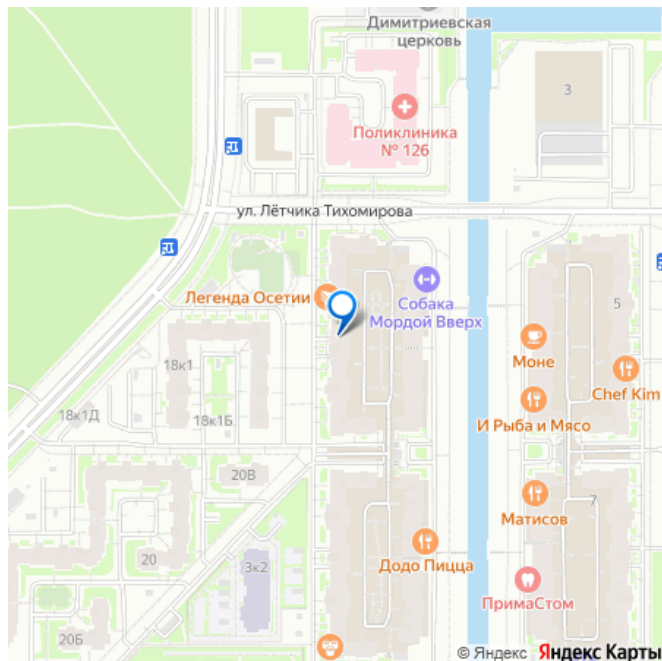 Димитриевская
церковь
3
Поликлиника
№ 126
ул. Лётчика Тихомирова
Легенда Осетии
Собака
Мордой Вверх
5
Моне
18к1
Chef Kim
18к1Д
18к1Б
И Рыба и Мясо
20В
7
Матисов
20
3к2
Додо Пицца
ПримаСтом
20Б
© Яндекс Яндекс Карты